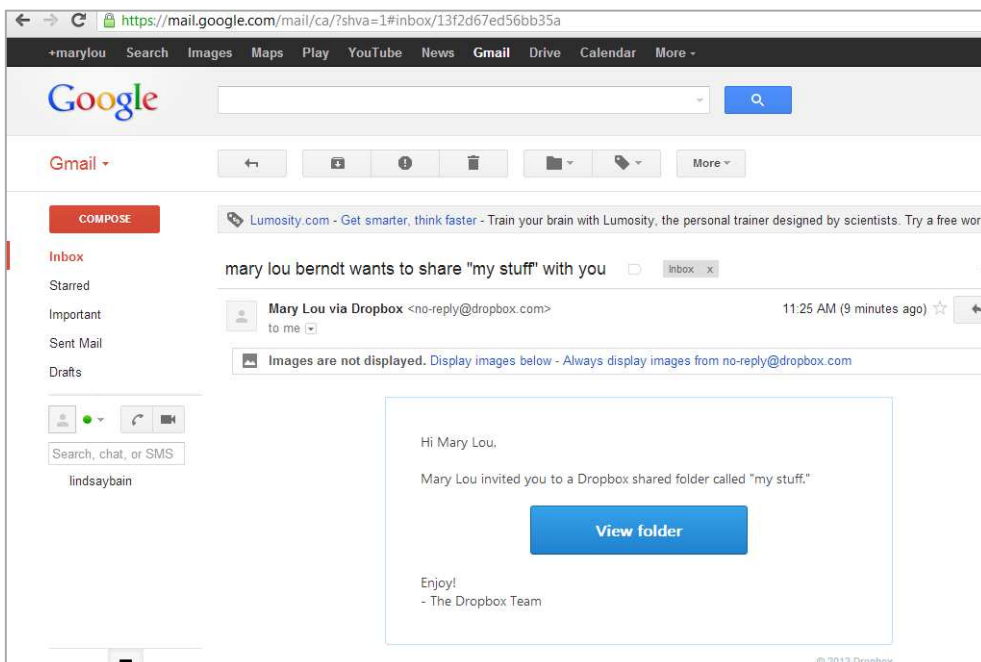 https://mail.google.com/mail/ca/?shva=1#inbox/13f2d67ed56bb35a
+marylou Search Images Maps Play YouTube News Gmail Drive Calendar More
Google
Gmail
More
COMPOSE
Lumosity.com - Get smarter, think faster - Train your brain with Lumosity, the personal trainer designed by scientists. Try a free
Inbox
Starred
Important
Sent Mail
Drafts
Search, chat, or SMS
lindsaybain
mary lou berndt wants to share "my stuff" with you
Inbox x
Mary Lou via Dropbox <no-reply@dropbox.com>
11:25 AM (9 minutes ago)
to me
Images are not displayed. Display images below - Always display images from no-reply@dropbox.com
Hi Mary Lou,
Mary Lou invited you to a Dropbox shared folder called "my stuff."
View folder
Enjoy!
- The Dropbox Team
© 2013 Dropbox